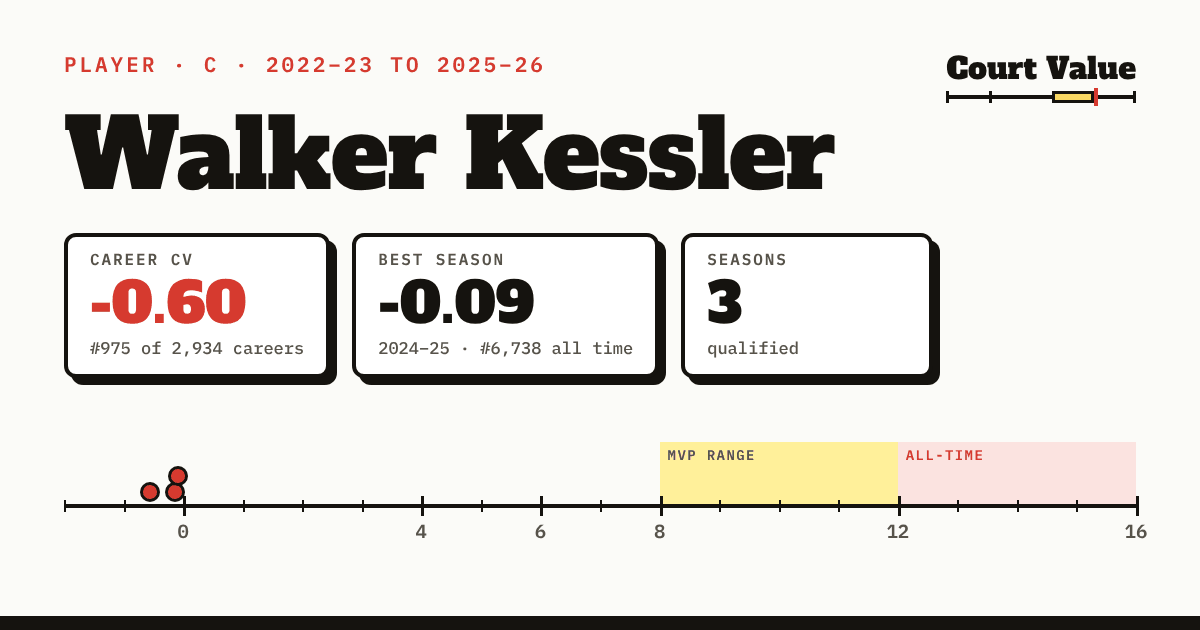 PLAYER · C · 2022–23 TO 2025–26
Court Value
Walker Kessler
CAREER CV
-0.60
#975 of 2,934 careers
BEST SEASON
-0.09
2024–25 · #6,738 all time
SEASONS
3
qualified
MVP RANGE
ALL-TIME
0
4
6
8
12
16